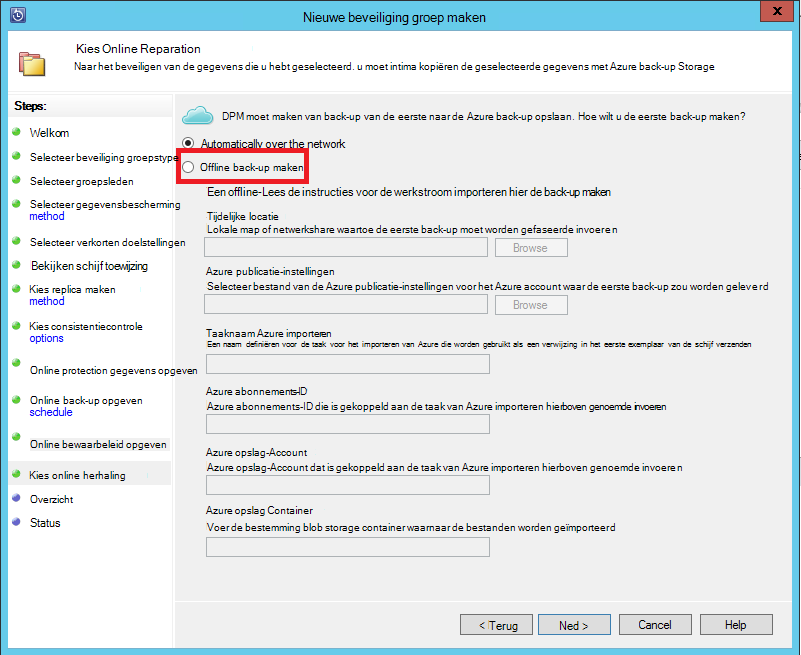 Nieuwe beveiliging groep maken
X
Kies Online Reparation
Naar het beveiligen van de gegevens die u hebt geselecteerd. u moet intima kopiëren de geselecteerde gegevens met Azure back-up Storage
Steps:
Welkom
Selecteer beveiliging groepstype
Selecteer groepsleden
Selecteer gegevensbescherming
method
Selecteer verkorten doelstellingen
Bekijken schijf toewijzing
Kies replica maken
method
Kies consistentiecontrole
options
Online protection gegevens opgeven
Online back-up opgeven
schedule
Online bewaarbeleid opgeven
Kies online herhaling
Overzicht
Status
DPM moet maken van back-up van de eerste naar de Azure back-up opslaan. Hoe wilt u de eerste back-up maken?
Automatically over the network
Offline back-up maken
Een offline-Lees de instructies voor de werkstroom importeren hier de back-up maken
Tijdelijke locatie
Lokale map of netwerkshare waartoe de eerste back-up moet worden gefaseerde invoeren
Browse
Azure publicatie-instellingen
Selecteer bestand van de Azure publicatie-instellingen voor het Azure account waar de eerste back-up zou worden geleverd
Browse
Taaknaam Azure importeren
Een naam definiëren voor de taak voor het importeren van Azure die worden gebruikt als een verwijzing in het eerste exemplaar van de schijf verzenden
Azure abonnements-ID
Azure abonnements-ID die is gekoppeld aan de taak van Azure importeren hierboven genoemde invoeren
Azure opslag-Account
Azure opslag-Account dat is gekoppeld aan de taak van Azure importeren hierboven genoemde invoeren
Azure opslag Container
Voer de bestemming blob storage container waarnaar de bestanden worden geïmporteerd
< Terug
Ned >
Cancel
Help